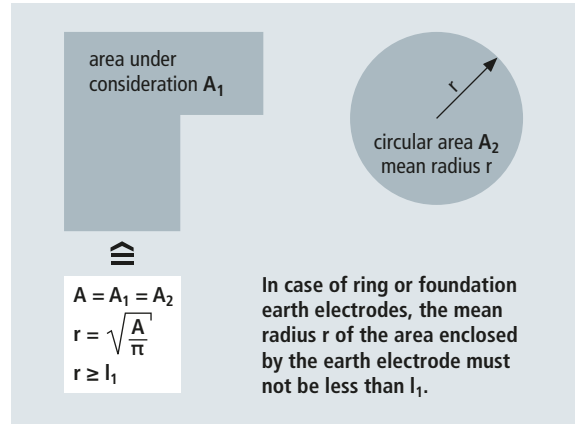 area under
consideration A₁
r
circular area A₂
mean radius r
≙
A = A₁ = A₂
r = √(A/π)
r ≥ l₁
In case of ring or foundation
earth electrodes, the mean
radius r of the area enclosed
by the earth electrode must
not be less than l₁.